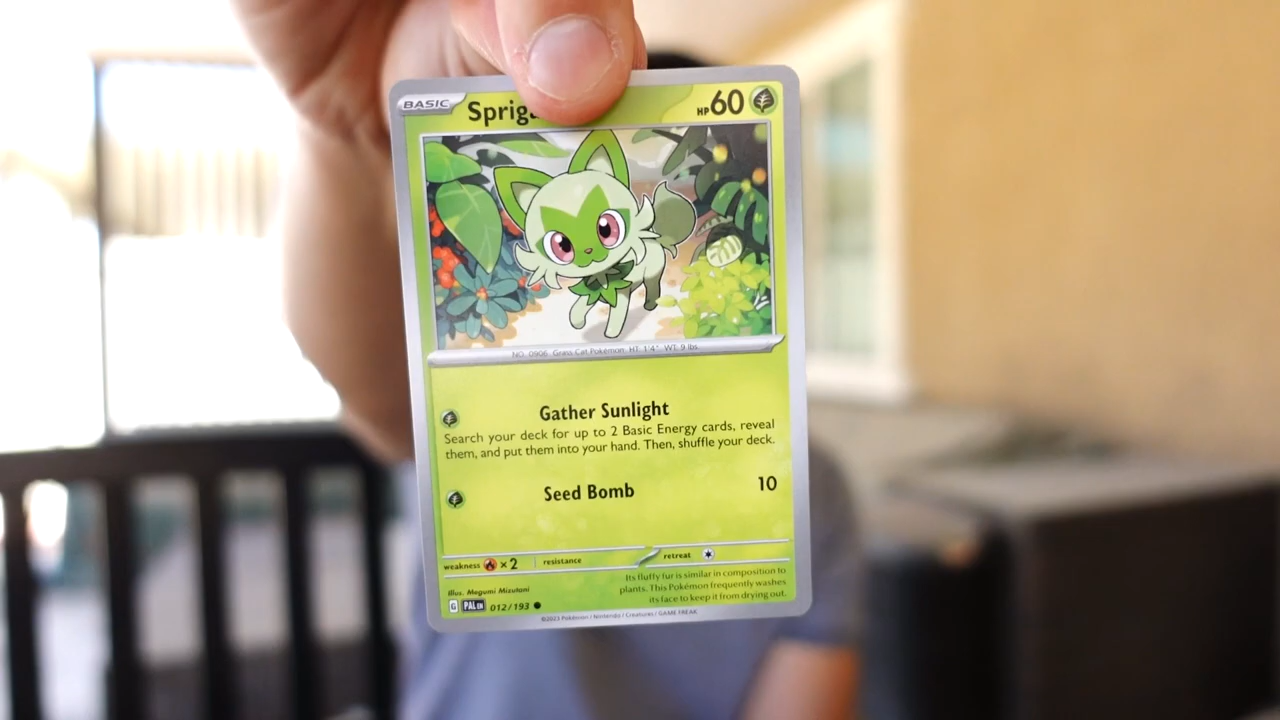 BASIC
Sprig
HP 60
NO. 0906 Grass Cat Pokémon HT: 1'4" WT: 9 lbs.
Gather Sunlight
Search your deck for up to 2 Basic Energy cards, reveal
them, and put them into your hand. Then, shuffle your deck.
Seed Bomb 10
weakness ×2 resistance retreat
Its fluffy fur is similar in composition to
plants. This Pokémon frequently washes
its face to keep it from drying out.
Illus. Megumi Mizutani
G PAL EN 012/193
©2023 Pokémon / Nintendo / Creatures / GAME FREAK